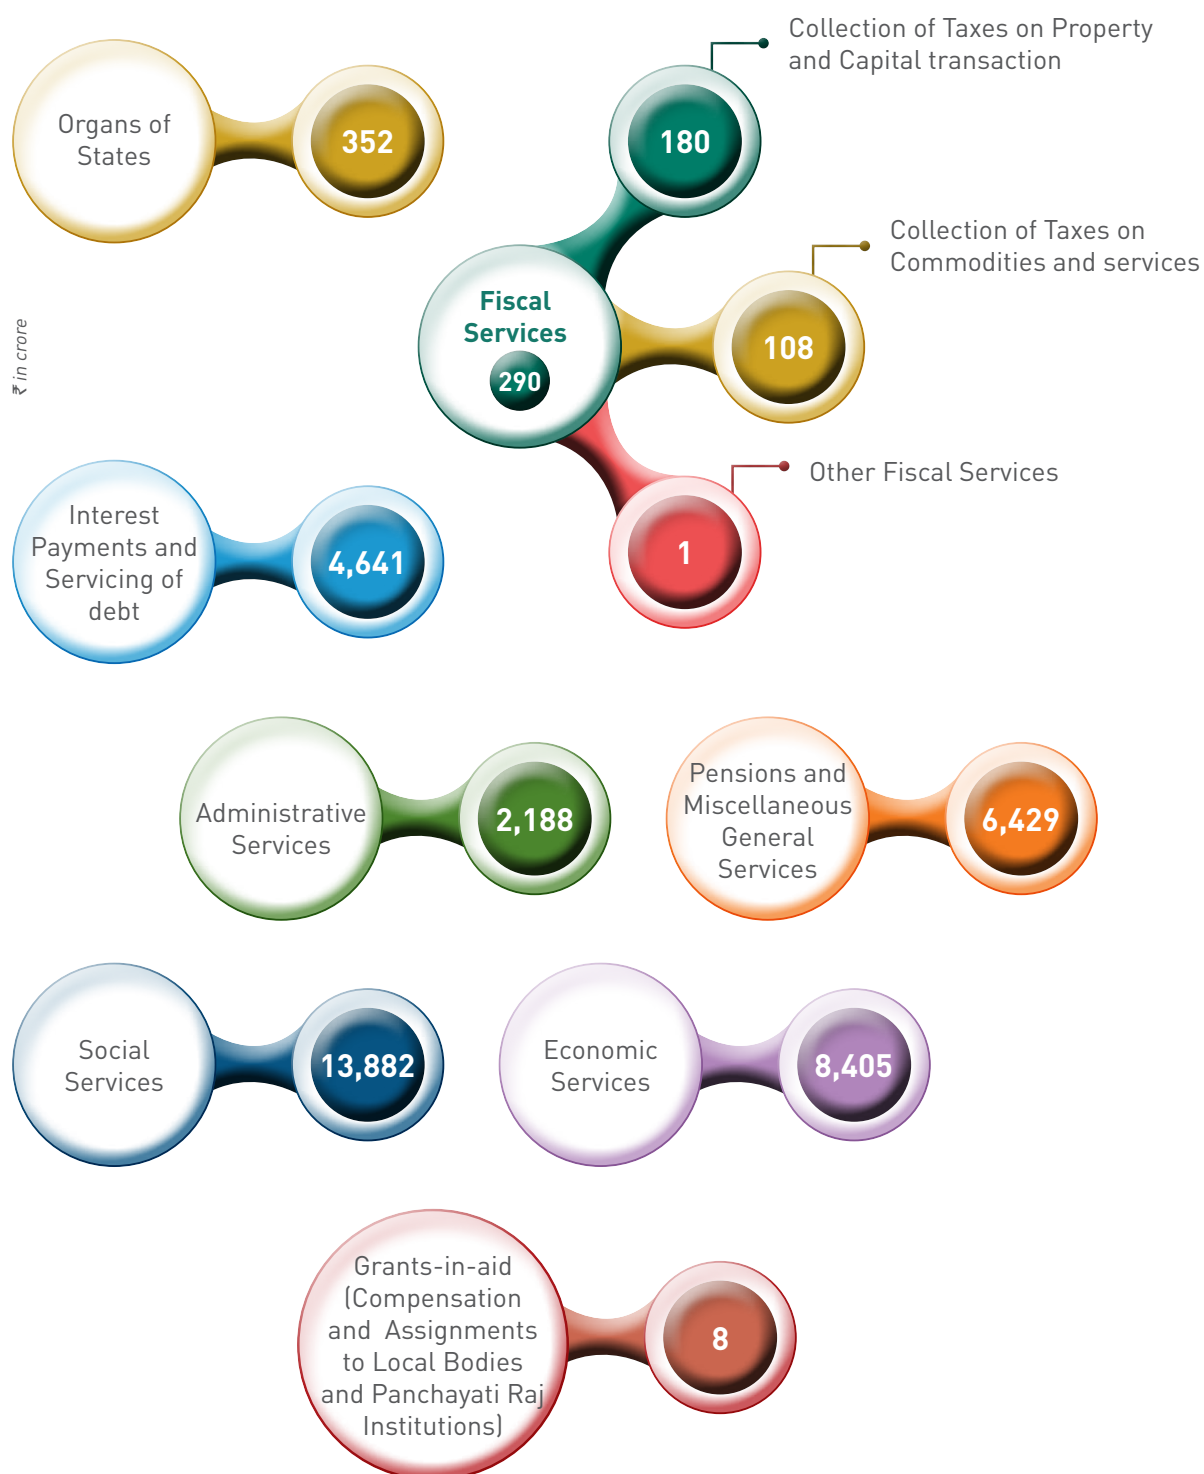 Collection of Taxes on Property
and Capital transaction
Organs of
States
352
180
Collection of Taxes on
Commodities and services
Fiscal
Services
290
108
₹ in crore
Other Fiscal Services
1
Interest
Payments and
Servicing of
debt
4,641
Administrative
Services
2,188
Pensions and
Miscellaneous
General
Services
6,429
Social
Services
13,882
Economic
Services
8,405
Grants-in-aid
(Compensation
and Assignments
to Local Bodies
and Panchayati Raj
Institutions)
8